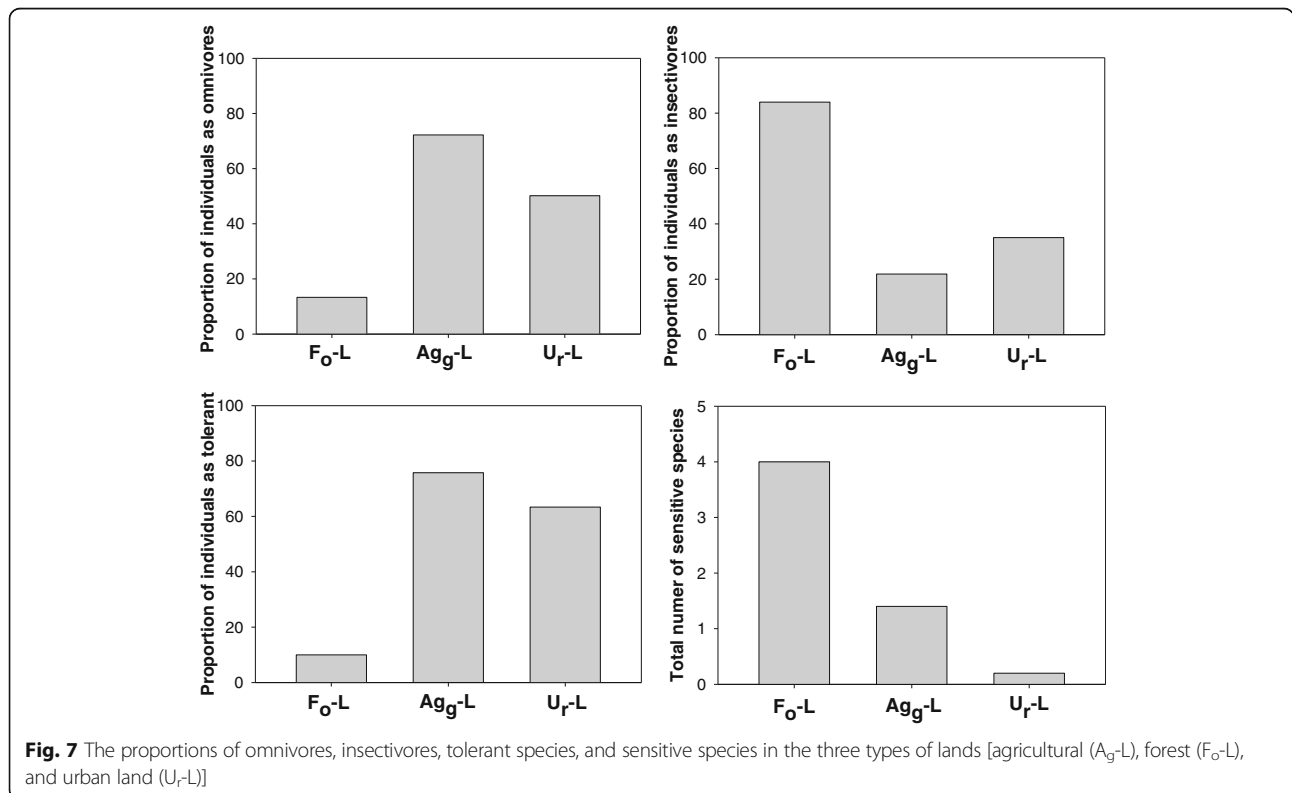 Proportion of individuals as omnivores
100
80
60
40
20
0
Fo-L Agg-L Ur-L
Proportion of individuals as insectivores
100
80
60
40
20
0
Fo-L Agg-L Ur-L
Proportion of individuals as tolerant
100
80
60
40
20
0
Fo-L Agg-L Ur-L
Total numer of sensitive species
5
4
3
2
1
0
Fo-L Agg-L Ur-L
Fig. 7 The proportions of omnivores, insectivores, tolerant species, and sensitive species in the three types of lands [agricultural (Ag-L), forest (Fo-L),
and urban land (Ur-L)]